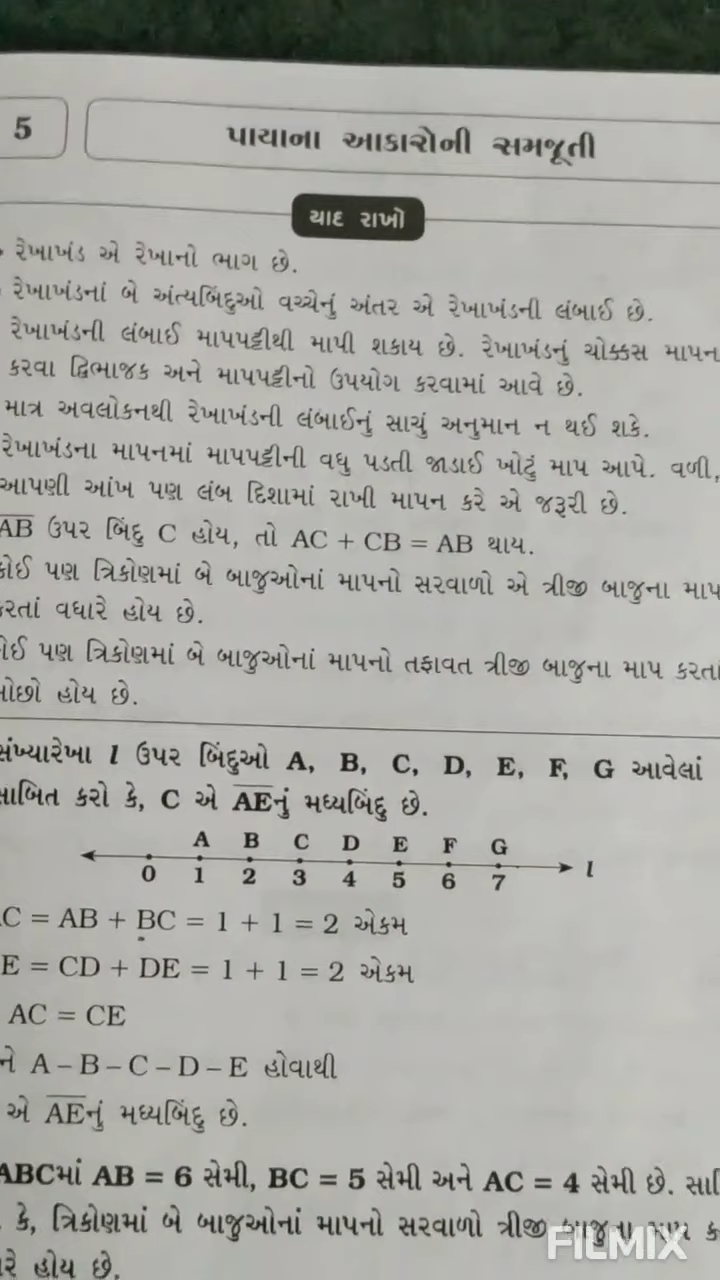 5
પાયાના આકારોની સમજૂતી
યાદ રાખો
રેખાખંડ એ રેખાનો ભાગ છે.
રેખાખંડનાં બે અંત્યબિંદુઓ વચ્ચેનું અંતર એ રેખાખંડની લંબાઈ છે.
રેખાખંડની લંબાઈ માપપટ્ટીથી માપી શકાય છે. રેખાખંડનું ચોક્કસ માપન
કરવા દ્વિભાજક અને માપપટ્ટીનો ઉપયોગ કરવામાં આવે છે.
માત્ર અવલોકનથી રેખાખંડની લંબાઈનું સાચું અનુમાન ન થઈ શકે.
રેખાખંડના માપનમાં માપપટ્ટીની વધુ પડતી જાડાઈ ખોટું માપ આપે. વળી,
આપણી આંખ પણ લંબ દિશામાં રાખી માપન કરે એ જરૂરી છે.
AB ઉપર બિંદુ C હોય, તો AC + CB = AB થાય.
કોઈ પણ ત્રિકોણમાં બે બાજુઓનાં માપનો સરવાળો એ ત્રીજી બાજુના માપ
કરતાં વધારે હોય છે.
કોઈ પણ ત્રિકોણમાં બે બાજુઓનાં માપનો તફાવત ત્રીજી બાજુના માપ કરતાં
ઓછો હોય છે.
સંખ્યારેખા l ઉપર બિંદુઓ A, B, C, D, E, F, G આવેલાં
સાબિત કરો કે, C એ AEનું મધ્યબિંદુ છે.
A B C D E F G
0 1 2 3 4 5 6 7 l
C = AB + BC = 1 + 1 = 2 એકમ
E = CD + DE = 1 + 1 = 2 એકમ
AC = CE
ને A – B – C – D – E હોવાથી
એ AEનું મધ્યબિંદુ છે.
ABCમાં AB = 6 સેમી, BC = 5 સેમી અને AC = 4 સેમી છે.
કે, ત્રિકોણમાં બે બાજુઓનાં માપનો સરવાળો ત્રીજી બાજુના માપ
રે હોય છે.
FILMIX